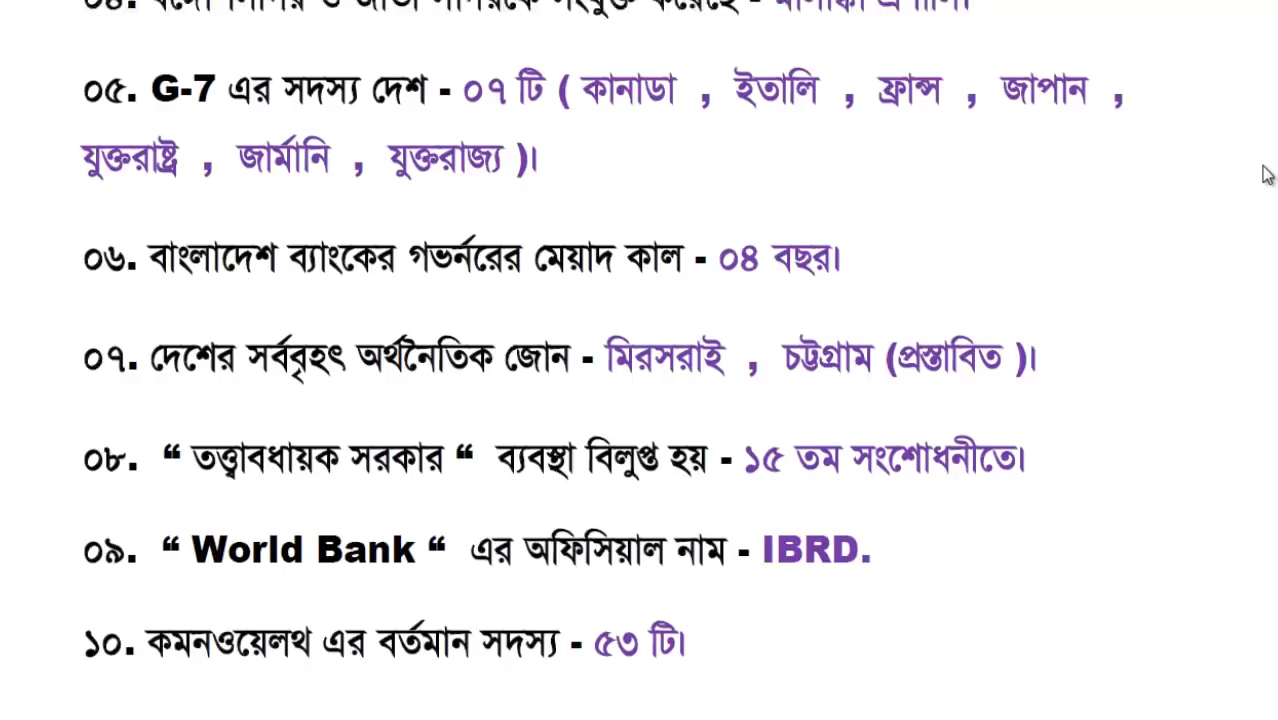 ০৫. G-7 এর সদস্য দেশ - ০৭ টি ( কানাডা , ইতালি , ফ্রান্স , জাপান ,
যুক্তরাষ্ট্র , জার্মানি , যুক্তরাজ্য )।
০৬. বাংলাদেশ ব্যাংকের গভর্নরের মেয়াদ কাল - ০৪ বছর।
০৭. দেশের সর্ববৃহৎ অর্থনৈতিক জোন - মিরসরাই , চট্টগ্রাম (প্রস্তাবিত )।
০৮. “ তত্ত্বাবধায়ক সরকার “ ব্যবস্থা বিলুপ্ত হয় - ১৫ তম সংশোধনীতে।
০৯. “ World Bank “ এর অফিসিয়াল নাম - IBRD.
১০. কমনওয়েলথ এর বর্তমান সদস্য - ৫৩ টি।